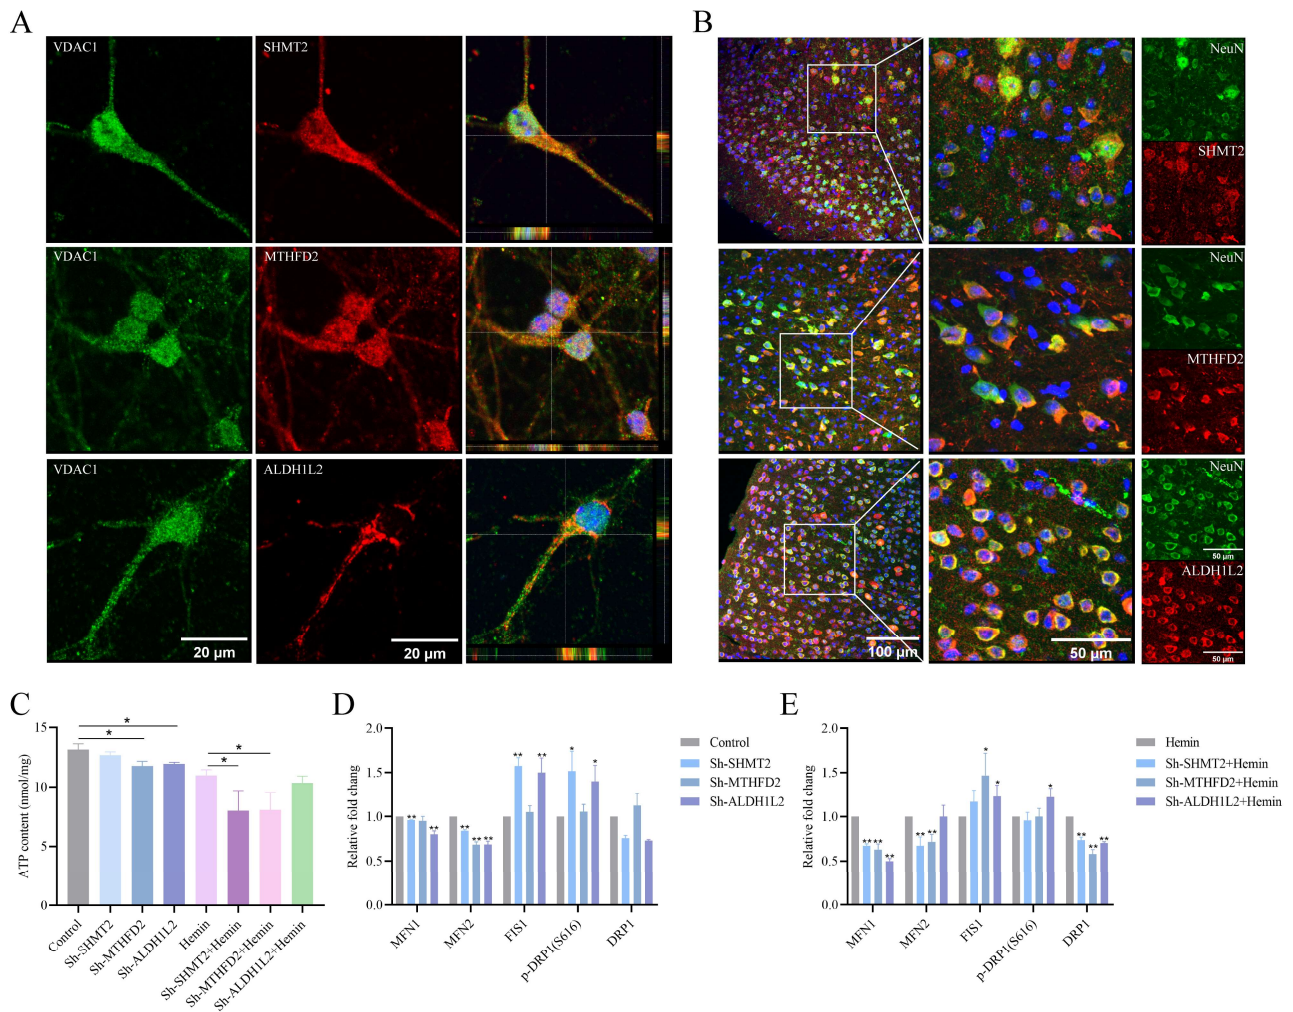 A
B
VDAC1
SHMT2
NeuN
SHMT2
VDAC1
MTHFD2
NeuN
MTHFD2
VDAC1
ALDH1L2
NeuN
50 μm
ALDH1L2
20 μm
20 μm
100 μm
50 μm
50 μm
C
ATP content (nmol/mg)
15
10
5
0
*
*
*
*
Control
Sh-SHMT2
Sh-MTHFD2
Sh-ALDH1L2
Hemin
Sh-SHMT2+Hemin
Sh-MTHFD2+Hemin
Sh-ALDH1L2+Hemin
D
Relative fold chang
2.0
1.5
1.0
0.5
0.0
** ** ** ** ** ** ** * *
MFN1
MFN2
FIS1
p-DRP1(S616)
DRP1
Control
Sh-SHMT2
Sh-MTHFD2
Sh-ALDH1L2
E
Relative fold chang
2.0
1.5
1.0
0.5
0.0
** ** ** ** ** * * * ** ** **
MFN1
MFN2
FIS1
p-DRP1(S616)
DRP1
Hemin
Sh-SHMT2+Hemin
Sh-MTHFD2+Hemin
Sh-ALDH1L2+Hemin